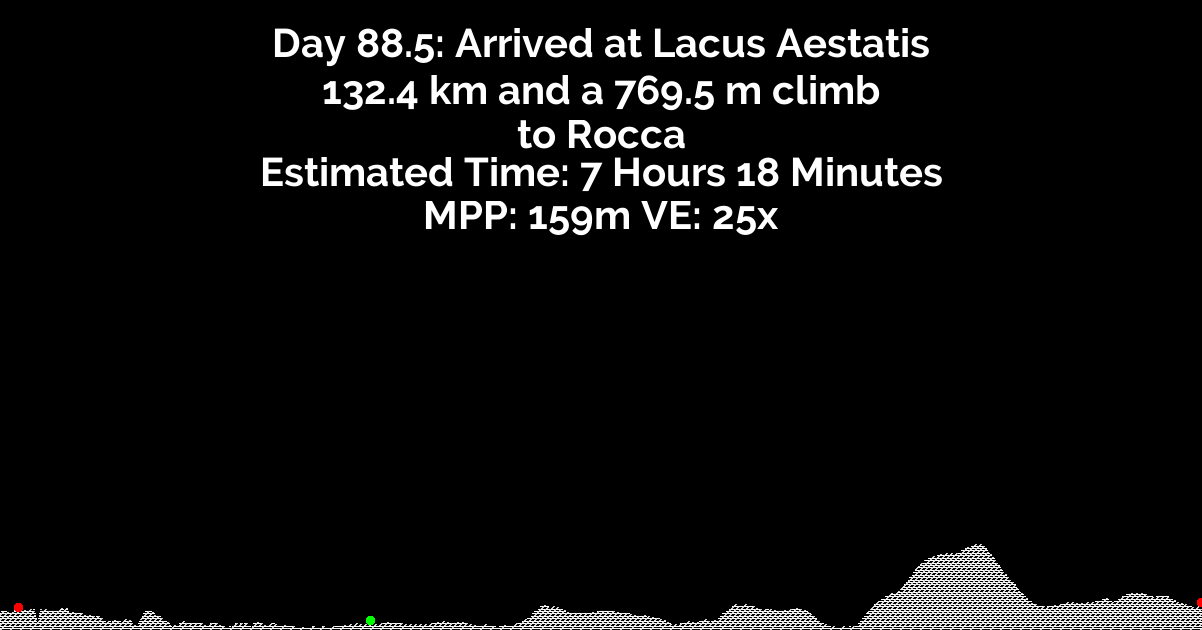 Day 88.5: Arrived at Lacus Aestatis
132.4 km and a 769.5 m climb
to Rocca
Estimated Time: 7 Hours 18 Minutes
MPP: 159m VE: 25x